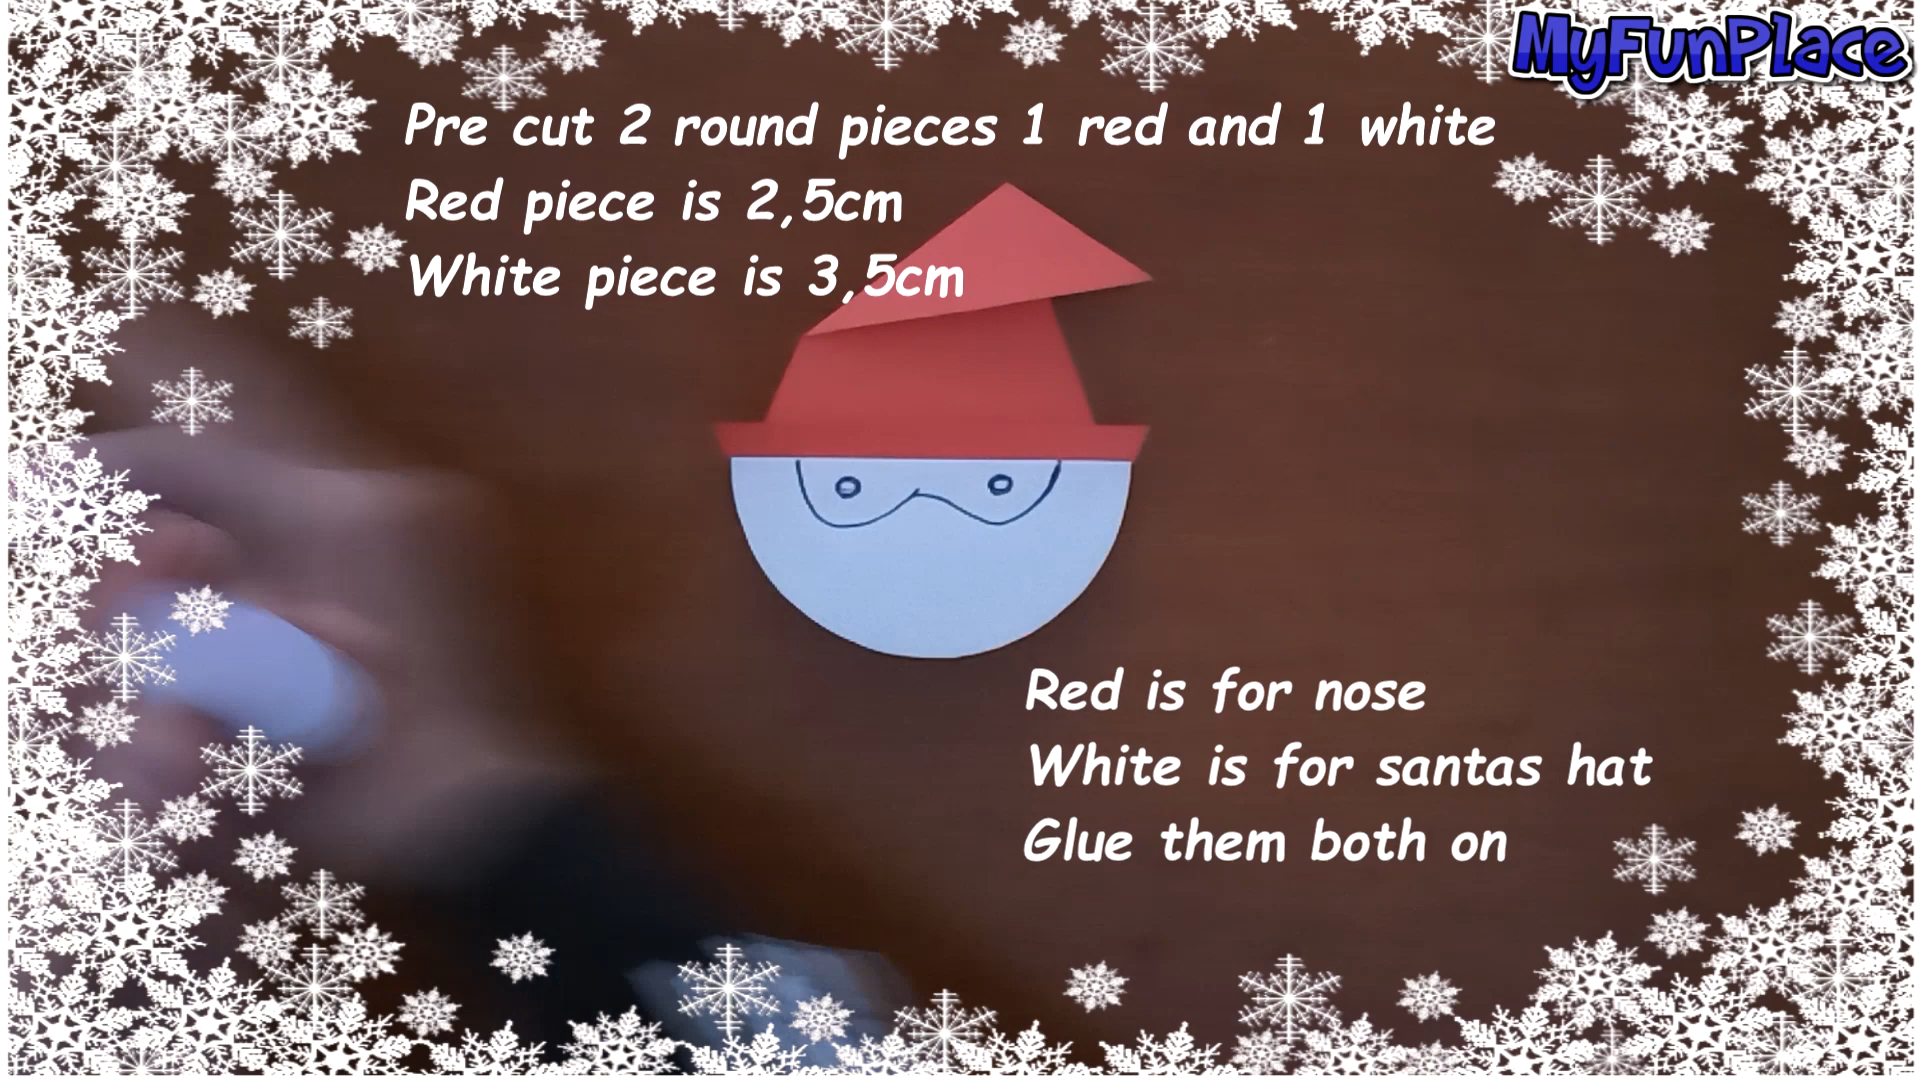 MyFunPlace
Pre cut 2 round pieces 1 red and 1 white
Red piece is 2,5cm
White piece is 3,5cm
Red is for nose
White is for santas hat
Glue them both on